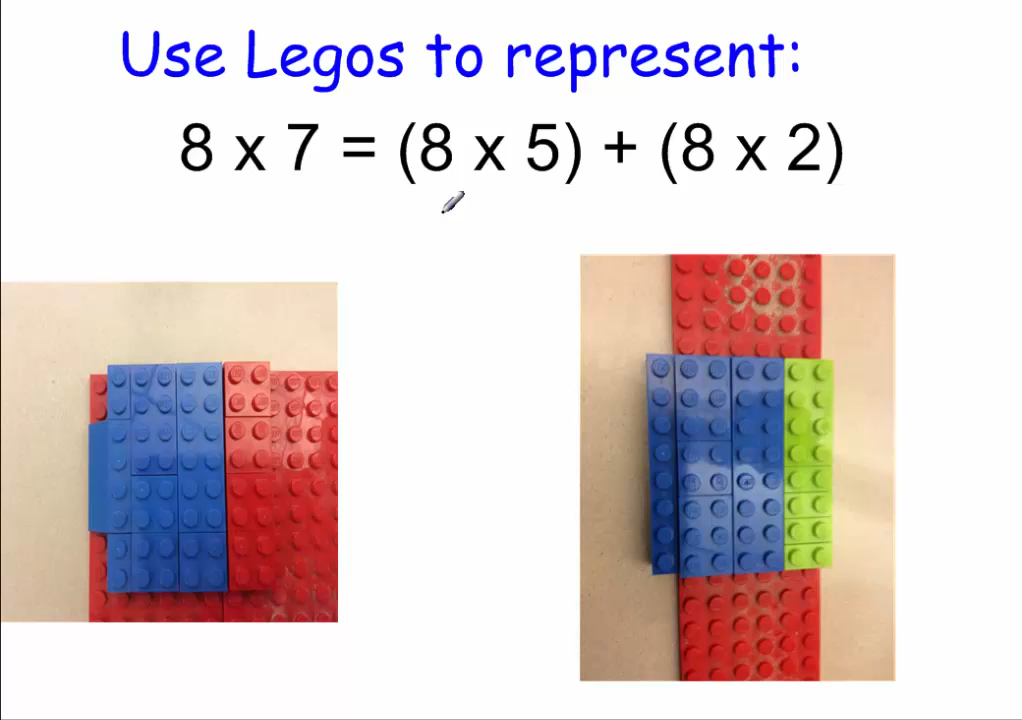 Use Legos to represent:
8 x 7 = (8 x 5) + (8 x 2)